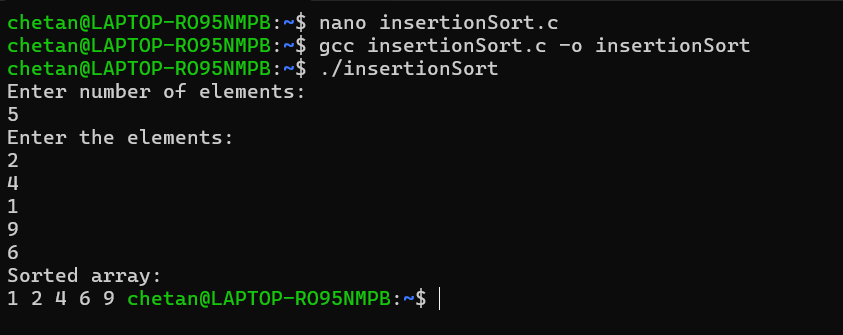 chetan@LAPTOP-RO95NMPB:~$ nano insertionSort.c
chetan@LAPTOP-RO95NMPB:~$ gcc insertionSort.c -o insertionSort
chetan@LAPTOP-RO95NMPB:~$ ./insertionSort
Enter number of elements:
5
Enter the elements:
2
4
1
9
6
Sorted array:
1 2 4 6 9 chetan@LAPTOP-RO95NMPB:~$